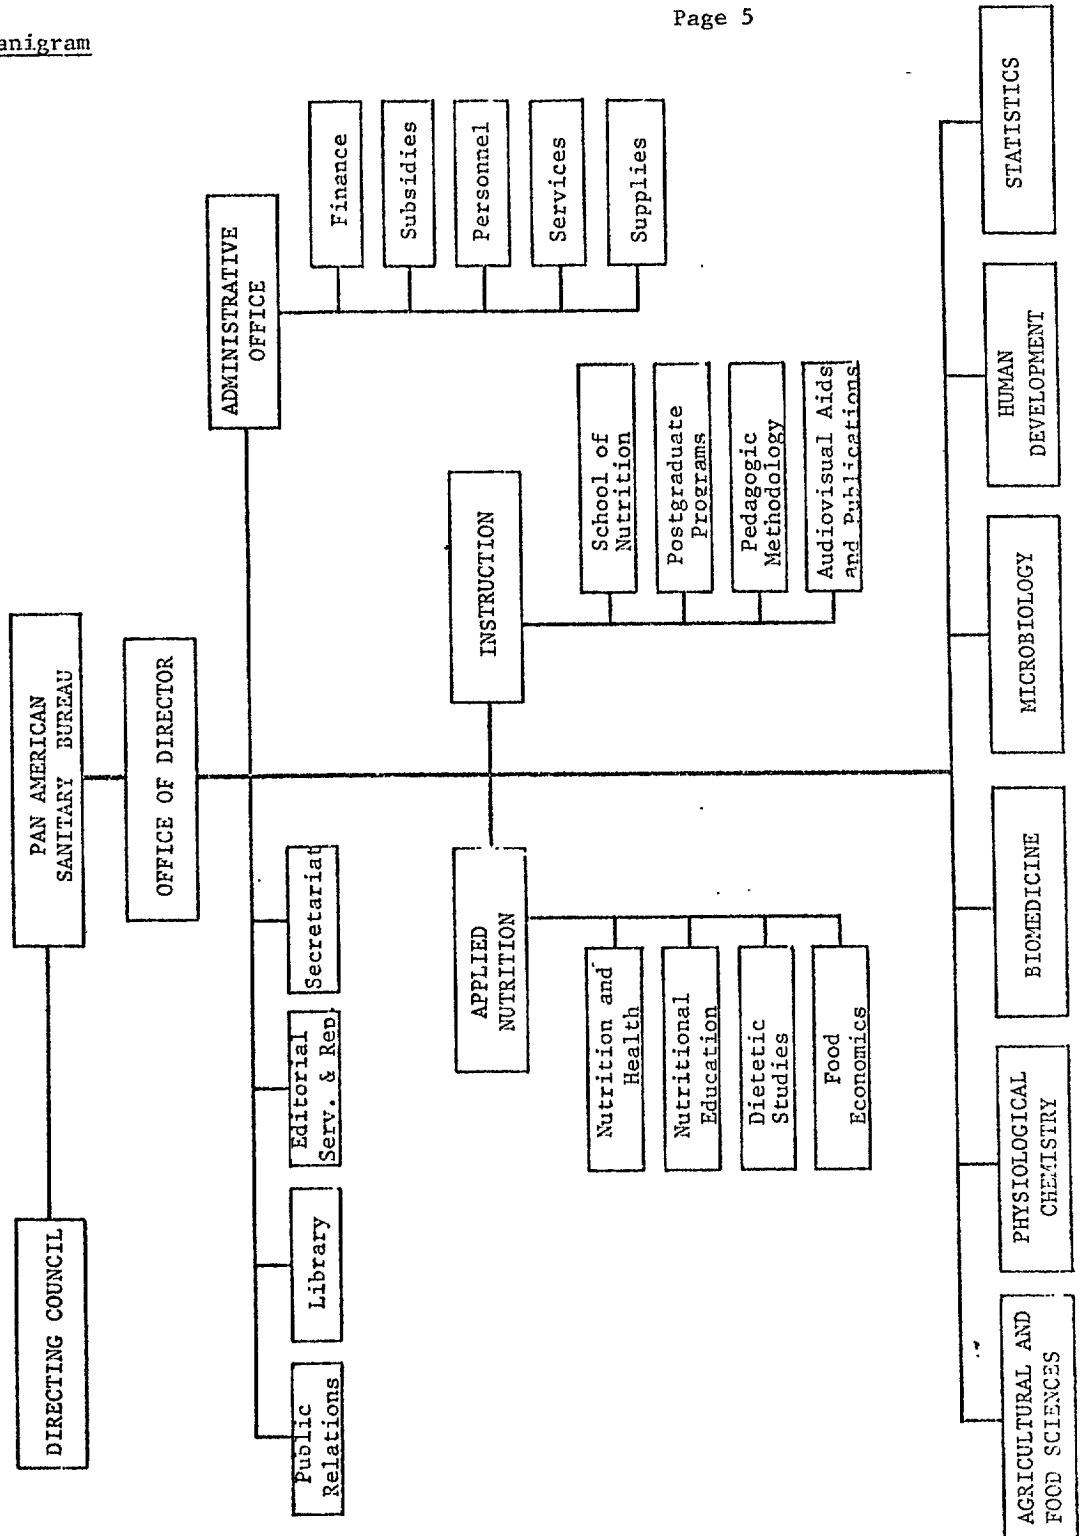 Page 5
anigram
DIRECTING COUNCIL
PAN AMERICAN
SANITARY BUREAU
OFFICE OF DIRECTOR
Public
Relations
Library
Editorial
Serv. & Rep.
Secretariat
ADMINISTRATIVE
OFFICE
Finance
Subsidies
Personnel
Services
Supplies
APPLIED
NUTRITION
Nutrition and
Health
Nutritional
Education
Dietetic
Studies
Food
Economics
INSTRUCTION
School of
Nutrition
Postgraduate
Programs
Pedagogic
Methodology
Audiovisual Aids
and Publications
AGRICULTURAL AND
FOOD SCIENCES
PHYSIOLOGICAL
CHEMISTRY
BIOMEDICINE
MICROBIOLOGY
HUMAN
DEVELOPMENT
STATISTICS